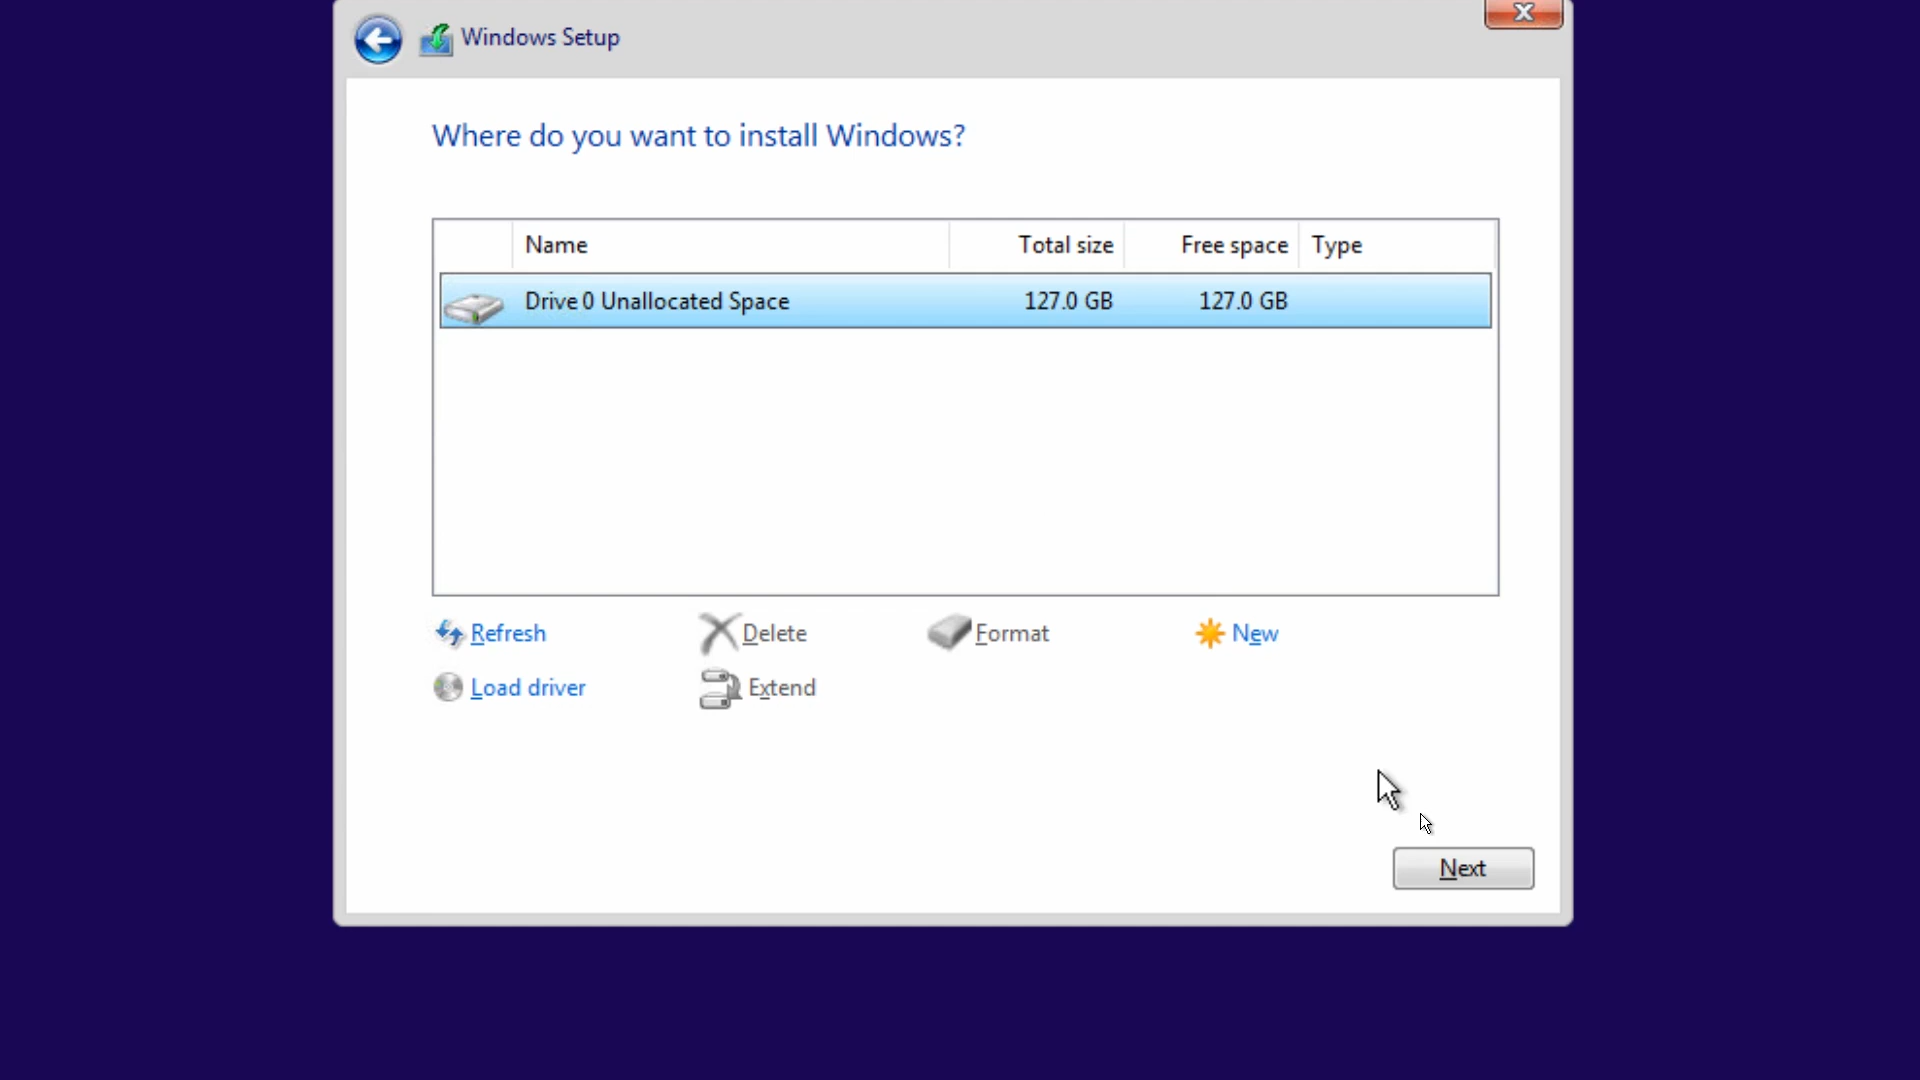 Windows Setup
Where do you want to install Windows?
Name Total size Free space Type
Drive 0 Unallocated Space 127.0 GB 127.0 GB
Refresh Delete Format New
Load driver Extend
Next